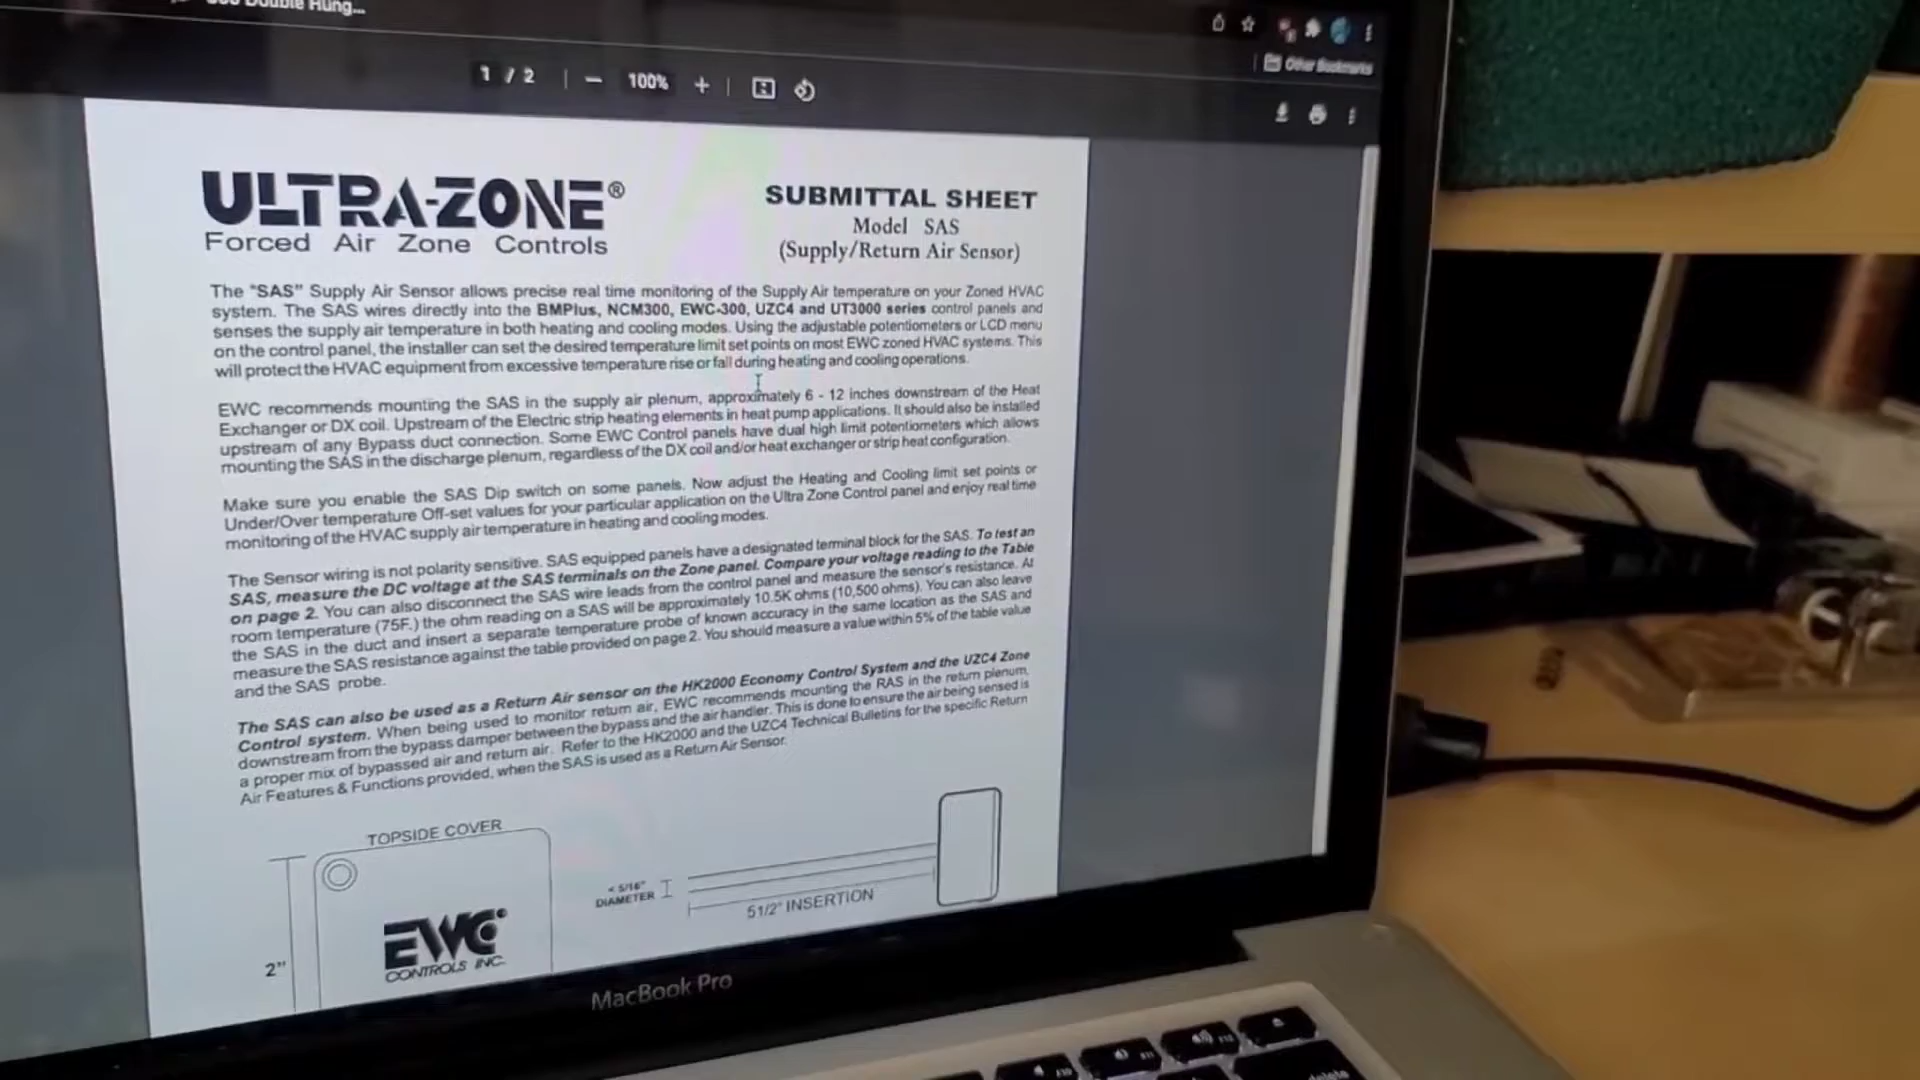 Double Hung...
1 / 2 | − 100% + |
Other Bookmarks
ULTRA-ZONE®
Forced Air Zone Controls
SUBMITTAL SHEET
Model SAS
(Supply/Return Air Sensor)
The "SAS" Supply Air Sensor allows precise real time monitoring of the Supply Air temperature on your Zoned HVAC
system. The SAS wires directly into the BMPlus, NCM300, EWC-300, UZC4 and UT3000 series control panels and
senses the supply air temperature in both heating and cooling modes. Using the adjustable potentiometers or LCD menu
on the control panel, the installer can set the desired temperature limit set points on most EWC zoned HVAC systems. This
will protect the HVAC equipment from excessive temperature rise or fall during heating and cooling operations.
EWC recommends mounting the SAS in the supply air plenum, approximately 6 - 12 inches downstream of the Heat
Exchanger or DX coil. Upstream of the Electric strip heating elements in heat pump applications. It should also be installed
upstream of any Bypass duct connection. Some EWC Control panels have dual high limit potentiometers which allows
mounting the SAS in the discharge plenum, regardless of the DX coil and/or heat exchanger or strip heat configuration.
Make sure you enable the SAS Dip switch on some panels. Now adjust the Heating and Cooling limit set points or
Under/Over temperature Off-set values for your particular application on the Ultra Zone Control panel and enjoy real time
monitoring of the HVAC supply air temperature in heating and cooling modes.
The Sensor wiring is not polarity sensitive. SAS equipped panels have a designated terminal block for the SAS. To test an
SAS, measure the DC voltage at the SAS terminals on the Zone panel. Compare your voltage reading to the Table
on page 2. You can also disconnect the SAS wire leads from the control panel and measure the sensor's resistance. At
room temperature (75F.) the ohm reading on a SAS will be approximately 10.5K ohms (10,500 ohms). You can also leave
the SAS in the duct and insert a separate temperature probe of known accuracy in the same location as the SAS and
measure the SAS resistance against the table provided on page 2. You should measure a value within 5% of the table value
and the SAS probe.
The SAS can also be used as a Return Air sensor on the HK2000 Economy Control System and the UZC4 Zone
Control system. When being used to monitor return air, EWC recommends mounting the RAS in the return plenum,
downstream from the bypass damper between the bypass and the air handler. This is done to ensure the air being sensed is
a proper mix of bypassed air and return air. Refer to the HK2000 and the UZC4 Technical Bulletins for the specific Return
Air Features & Functions provided, when the SAS is used as a Return Air Sensor.
TOPSIDE COVER
< 5/16"
DIAMETER
5 1/2" INSERTION
EWC
CONTROLS INC.
2"
MacBook Pro
delete